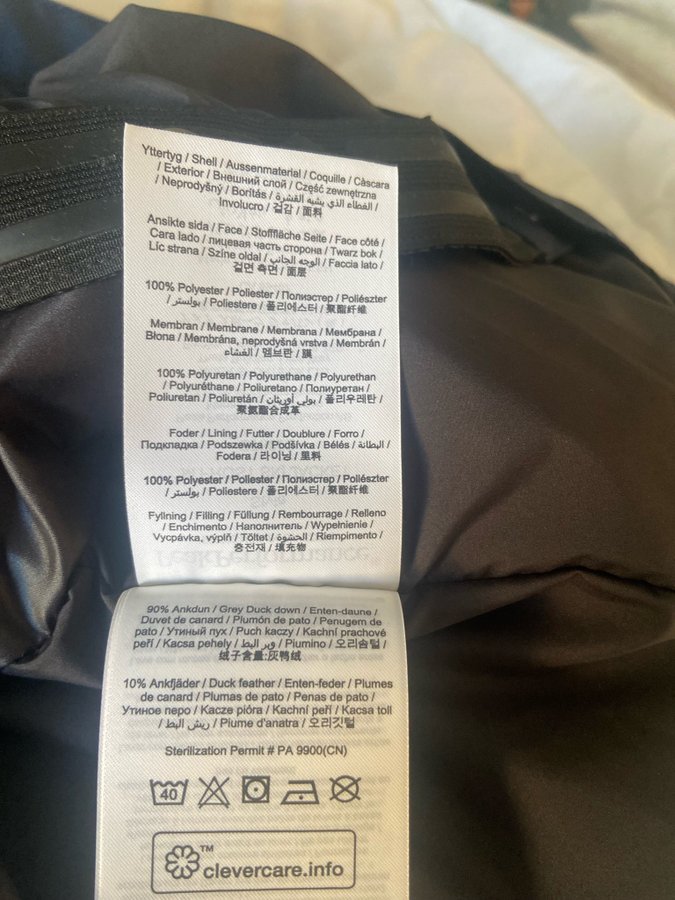 Yttertyg / Shell / Aussenmaterial / Coquille / Càscara
/ Exterior / Внешний слой / Część zewnętrzna
/ Neprodyšný / Borítás / الغطاء الذي يشبه القشرة /
Involucro / 겉감 / 面料
Ansikte sida / Face / Stofffläche Seite / Face côté /
Cara lado / лицевая часть сторона / Twarz bok /
Líc strana / Színe oldal / الوجه الجانبي / Faccia lato /
겉면 측면 / 面层
100% Polyester / Poliester / Полиэстер / Poliészter
/ بولستر / Poliestere / 폴리에스터 / 聚酯纤维
Membran / Membrane / Membrana / Мембрана /
Błona / Membrána, neprodyšná vrstva / Membrán /
الغشاء / 멤브란 / 膜
100% Polyuretan / Polyurethane / Polyurethan
/ Polyuréthane / Poliuretano / Полиуретан /
Poliuretan / Poliuretán / بولي أوريثان / 폴리우레탄 /
聚氨酯合成革
Foder / Lining / Futter / Doublure / Forro /
Подкладка / Podszewka / Podšívka / Bélés / البطانة /
Fodera / 라이닝 / 里料
100% Polyester / Poliester / Полиэстер / Poliészter
/ بولستر / Poliestere / 폴리에스터 / 聚酯纤维
Fyllning / Filling / Füllung / Rembourrage / Relleno
/ Enchimento / Наполнитель / Wypełnienie /
Vycpávka, výplň / Töltet / الحشوة / Riempimento /
충전재 / 填充物
90% Ankdun / Grey Duck down / Enten-daune /
Duvet de canard / Plumón de pato / Penugem de
pato / Утиный пух / Puch kaczy / Kachní prachové
peří / Kacsa pehely / وبر البط / Piumino / 오리솜털 /
绒子含量:灰鸭绒
10% Ankfjäder / Duck feather / Enten-feder / Plumes
de canard / Plumas de pato / Penas de pato /
Утиное перо / Kacze pióra / Kachní peří / Kacsa toll
/ ريش البط / Piume d'anatra / 오리깃털
Sterilization Permit # PA 9900(CN)
40
TM
clevercare.info